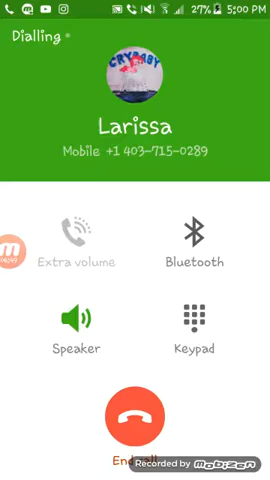 27% 5:00 PM
Dialling
CRYBABY
Larissa
Mobile +1 403-715-0289
Extra volume
Bluetooth
Speaker
Keypad
End call
Recorded by mobizen